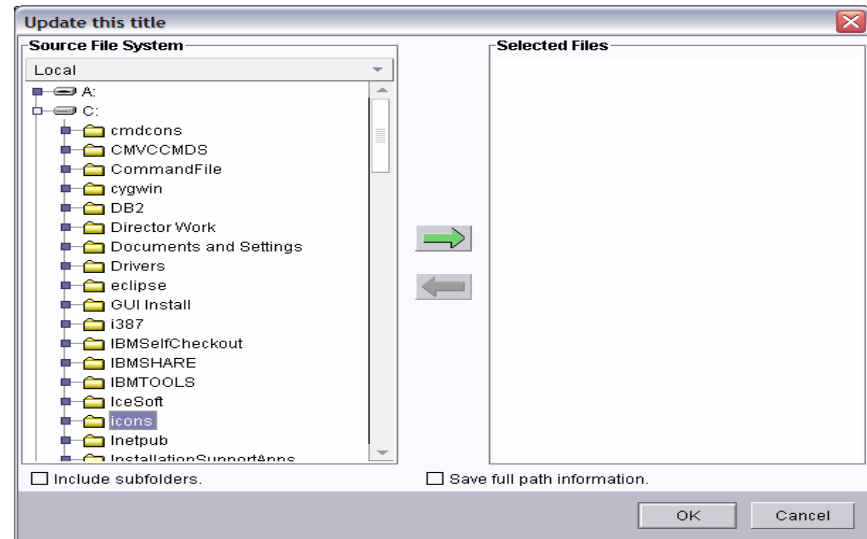 Update this title
Source File System
Selected Files
Local
A:
C:
cmdcons
CMVCCMDS
CommandFile
cygwin
DB2
Director Work
Documents and Settings
Drivers
eclipse
GUI Install
i387
IBMSelfCheckout
IBMSHARE
IBMTOOLS
IceSoft
icons
Inetpub
InstallationSupportApps
Include subfolders.
Save full path information.
OK
Cancel